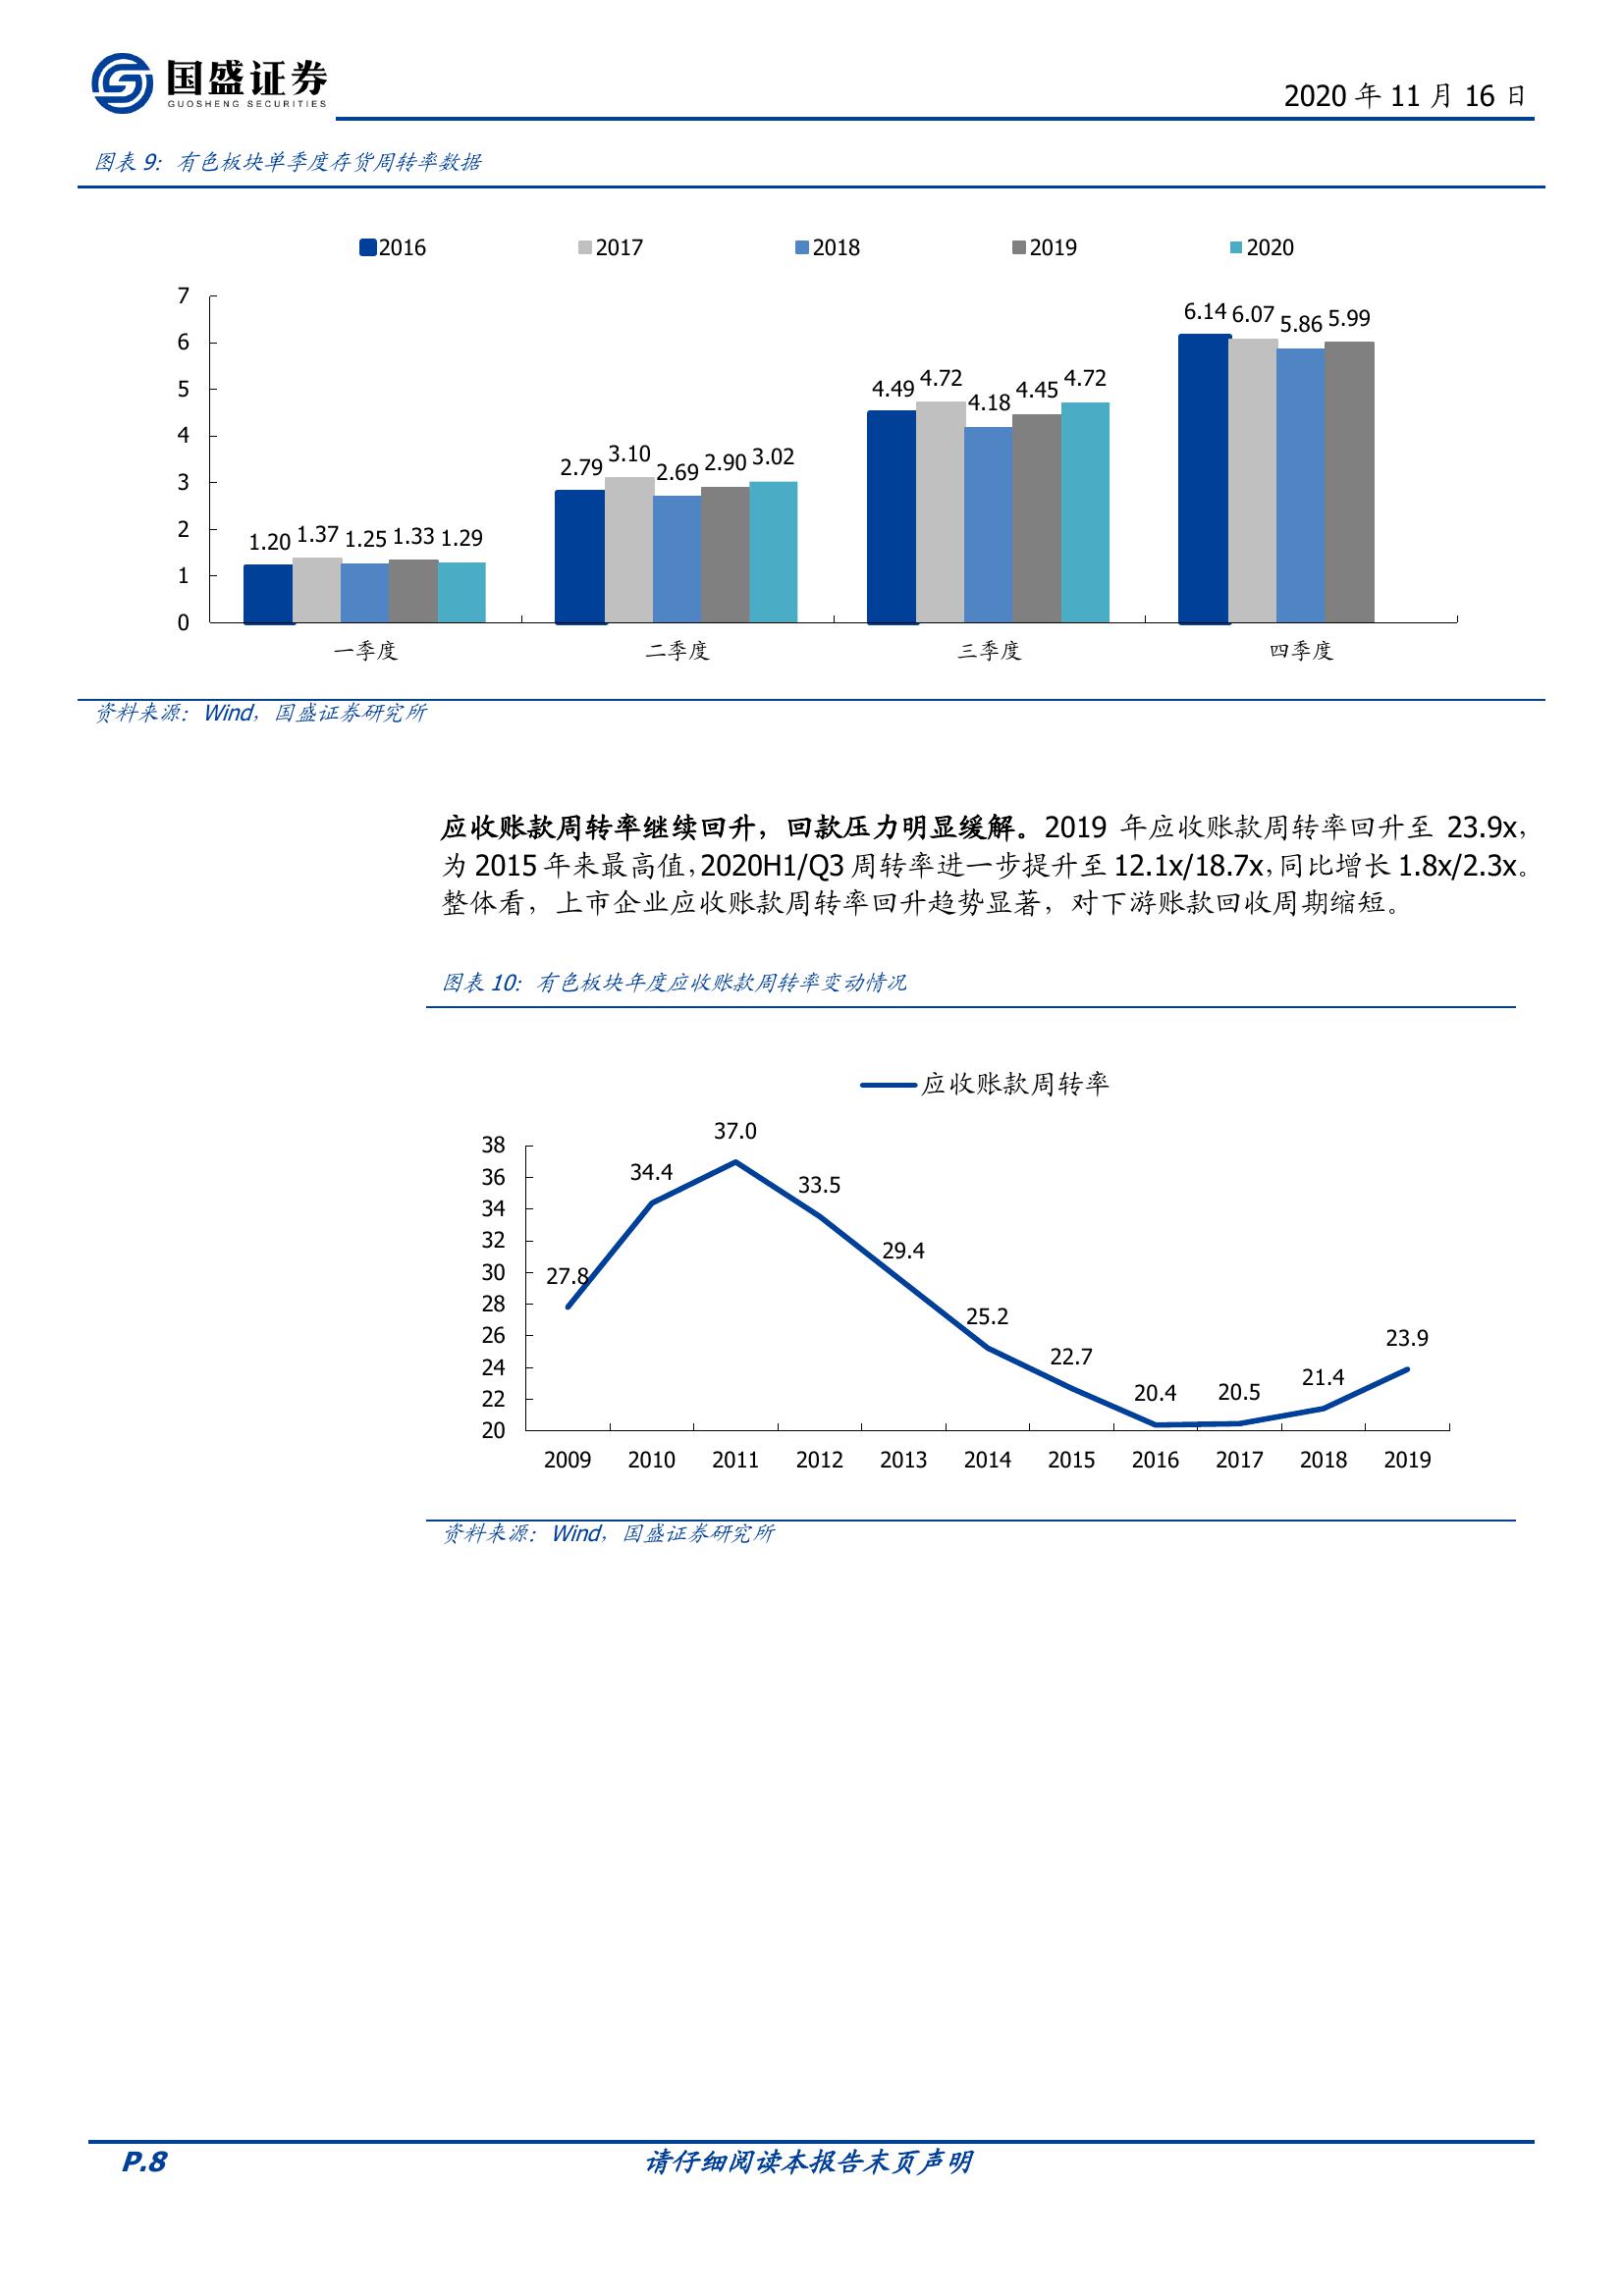 国盛证券
GUOSHENG SECURITIES
2020 年 11 月 16 日
图表 9: 有色板块单季度存货周转率数据
2016 2017 2018 2019 2020
7
6
5
4
3
2
1
0
1.20 1.37 1.25 1.33 1.29
2.79 3.10 2.69 2.90 3.02
4.49 4.72 4.18 4.45 4.72
6.14 6.07 5.86 5.99
一季度 二季度 三季度 四季度
资料来源：Wind，国盛证券研究所
应收账款周转率继续回升，回款压力明显缓解。2019 年应收账款周转率回升至 23.9x，
为 2015 年来最高值，2020H1/Q3 周转率进一步提升至 12.1x/18.7x，同比增长 1.8x/2.3x。
整体看，上市企业应收账款周转率回升趋势显著，对下游账款回收周期缩短。
图表 10: 有色板块年度应收账款周转率变动情况
应收账款周转率
38
36
34
32
30
28
26
24
22
20
27.8 34.4 37.0 33.5 29.4 25.2 22.7 20.4 20.5 21.4 23.9
2009 2010 2011 2012 2013 2014 2015 2016 2017 2018 2019
资料来源：Wind，国盛证券研究所
P.8
请仔细阅读本报告末页声明